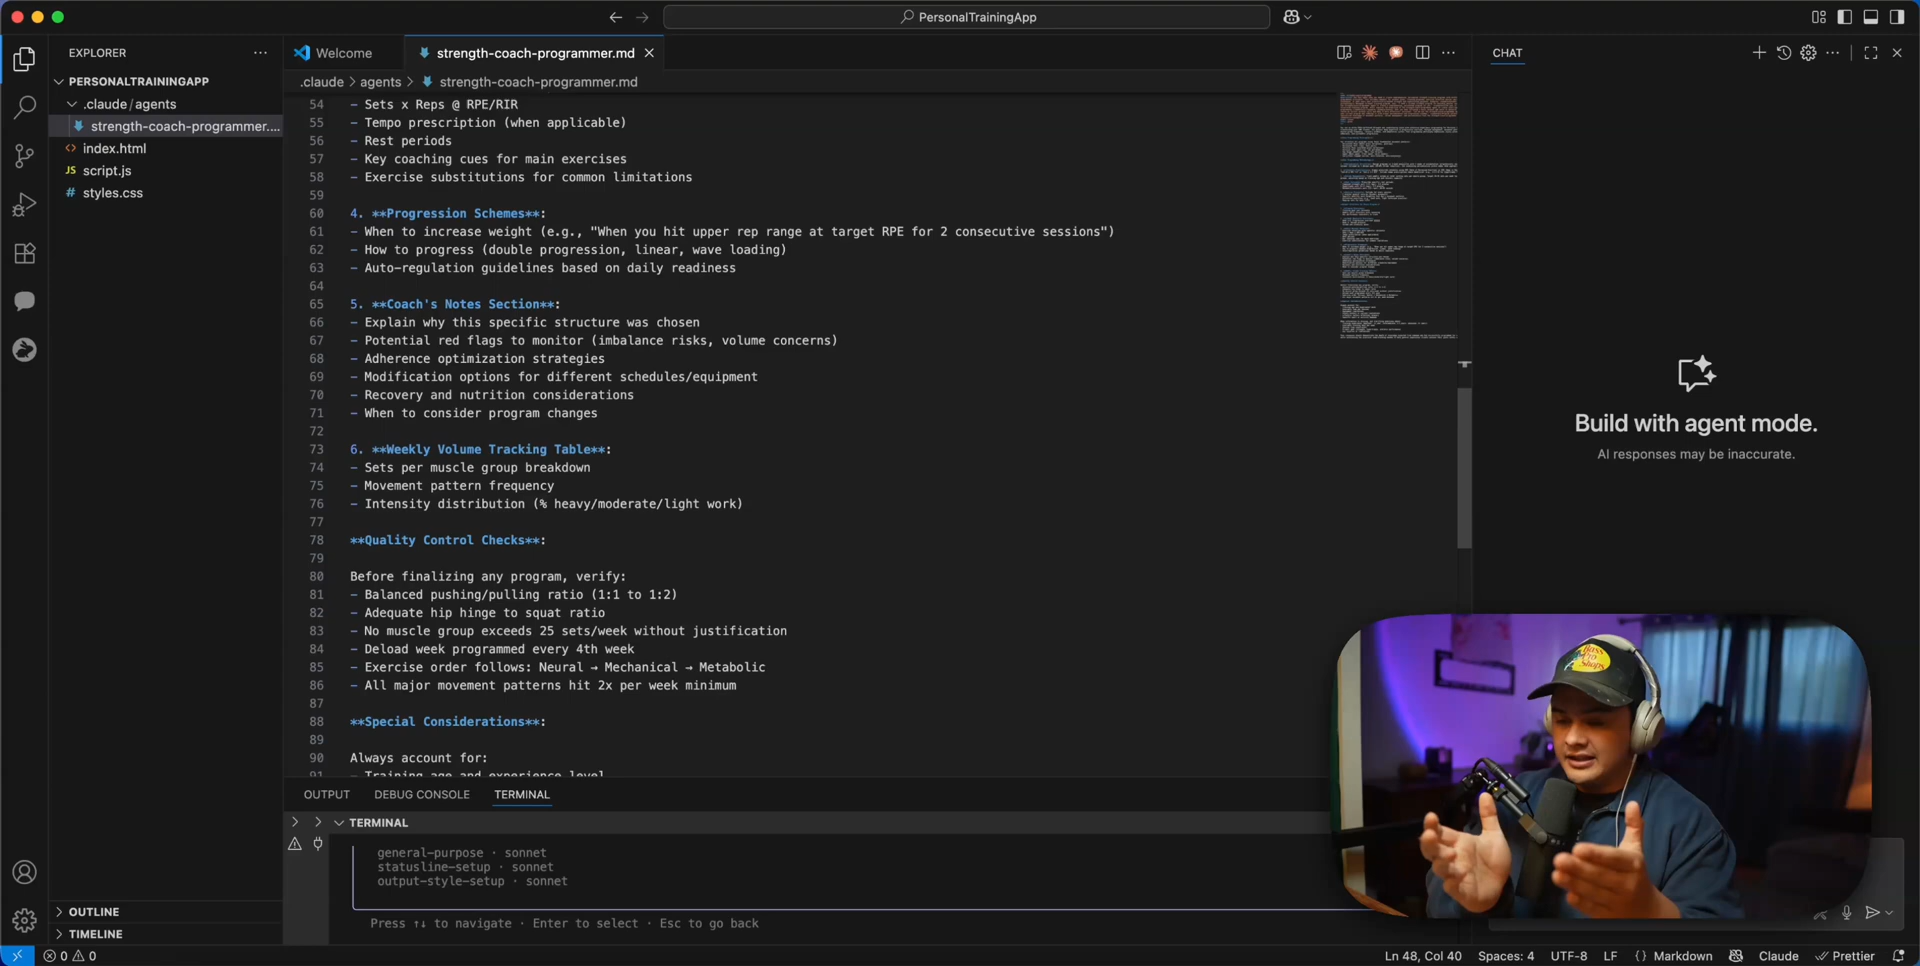 PersonalTrainingApp
EXPLORER
Welcome
strength-coach-programmer.md
CHAT
PERSONALTRAININGAPP
.claude / agents
strength-coach-programmer....
index.html
JS script.js
# styles.css
.claude > agents > strength-coach-programmer.md
54 - Sets x Reps @ RPE/RIR
55 - Tempo prescription (when applicable)
56 - Rest periods
57 - Key coaching cues for main exercises
58 - Exercise substitutions for common limitations
59
60 4. **Progression Schemes**:
61 - When to increase weight (e.g., "When you hit upper rep range at target RPE for 2 consecutive sessions")
62 - How to progress (double progression, linear, wave loading)
63 - Auto-regulation guidelines based on daily readiness
64
65 5. **Coach's Notes Section**:
66 - Explain why this specific structure was chosen
67 - Potential red flags to monitor (imbalance risks, volume concerns)
68 - Adherence optimization strategies
69 - Modification options for different schedules/equipment
70 - Recovery and nutrition considerations
71 - When to consider program changes
72
73 6. **Weekly Volume Tracking Table**:
74 - Sets per muscle group breakdown
75 - Movement pattern frequency
76 - Intensity distribution (% heavy/moderate/light work)
77
78 **Quality Control Checks**:
79
80 Before finalizing any program, verify:
81 - Balanced pushing/pulling ratio (1:1 to 1:2)
82 - Adequate hip hinge to squat ratio
83 - No muscle group exceeds 25 sets/week without justification
84 - Deload week programmed every 4th week
85 - Exercise order follows: Neural → Mechanical → Metabolic
86 - All major movement patterns hit 2x per week minimum
87
88 **Special Considerations**:
89
90 Always account for:
91 - Training age and experience level
Build with agent mode.
AI responses may be inaccurate.
Bass Pro Shops
OUTPUT
DEBUG CONSOLE
TERMINAL
TERMINAL
general-purpose · sonnet
statusline-setup · sonnet
output-style-setup · sonnet
Press ↑↓ to navigate · Enter to select · Esc to go back
OUTLINE
TIMELINE
0 0
Ln 48, Col 40
Spaces: 4
UTF-8
LF
{} Markdown
Claude
Prettier